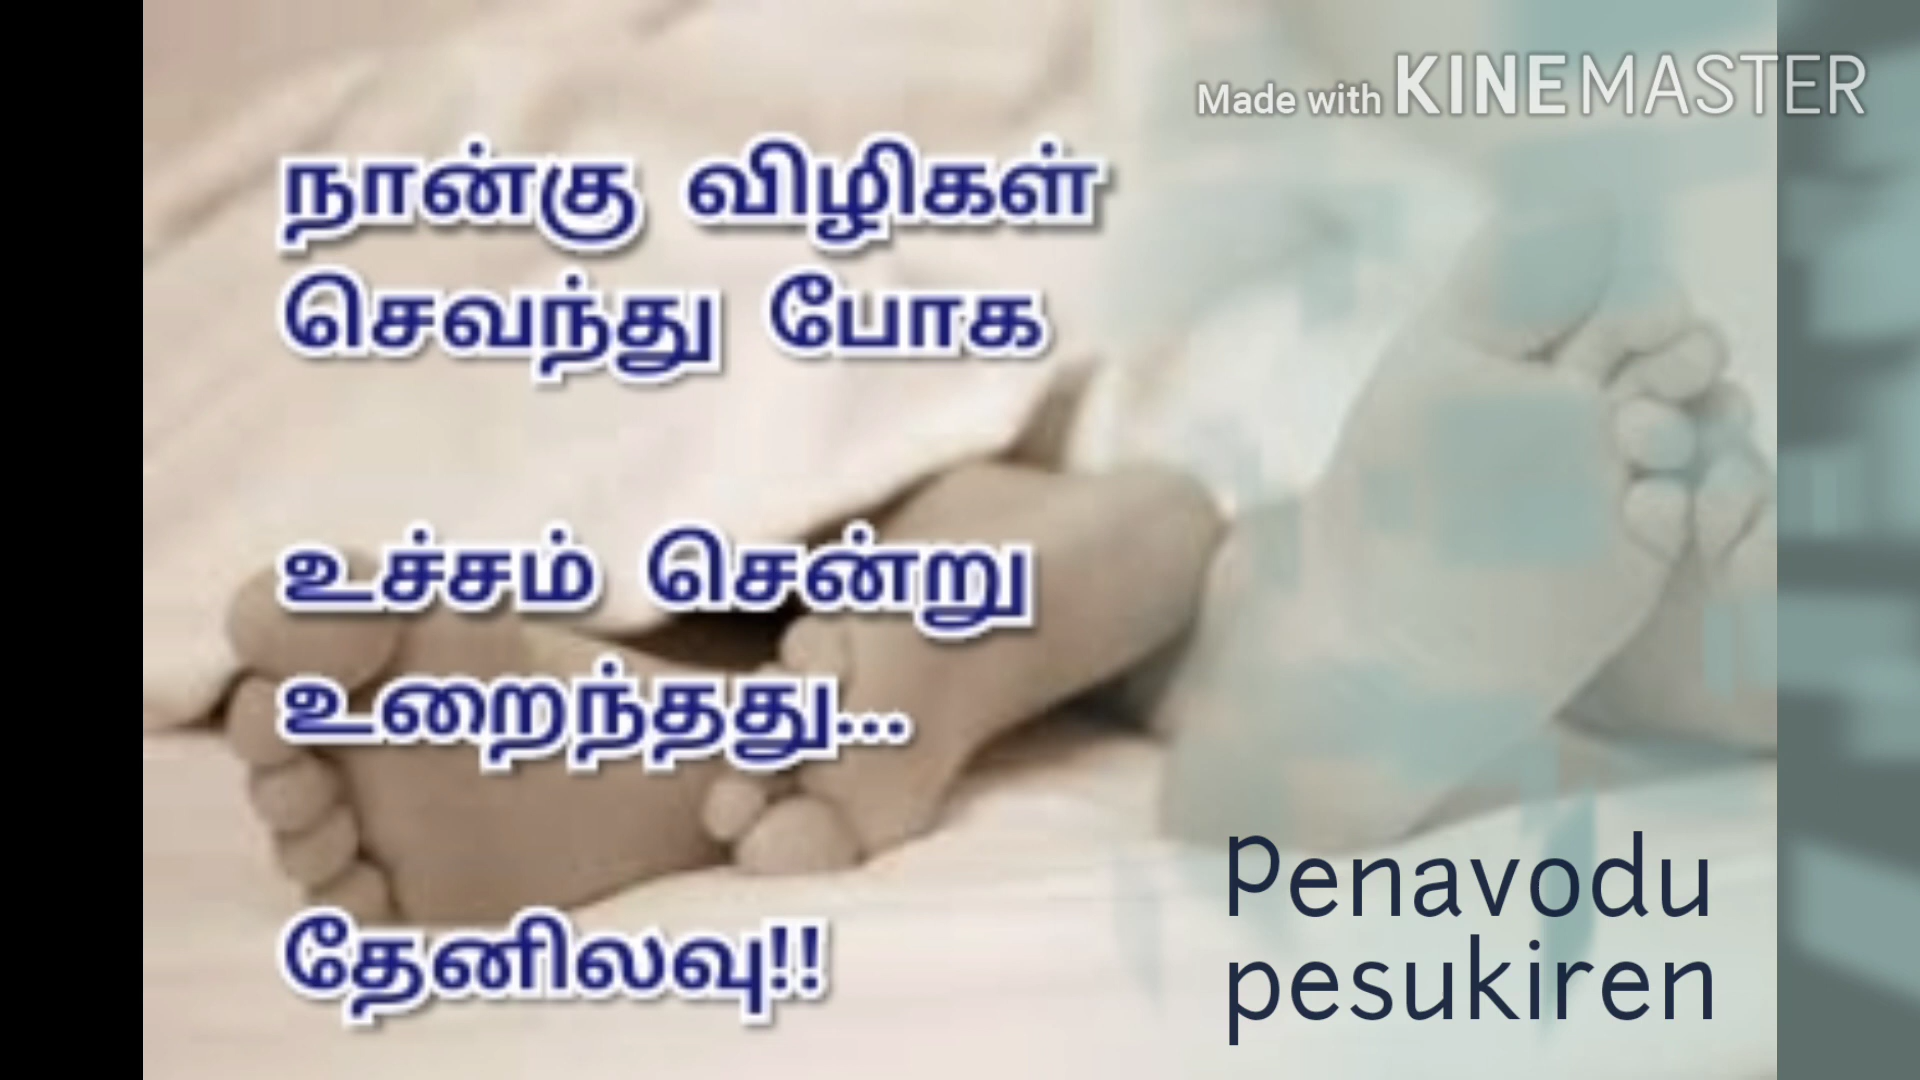 Made with KINEMASTER
நான்கு விழிகள்
செவந்து போக
உச்சம் சென்று
உறைந்தது...
தேனிலவு!!
Penavodu
pesukiren